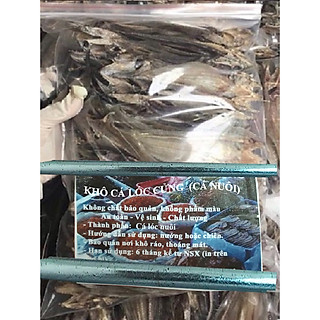 KHÔ CÁ LÓC CỬNG (CÁ NUÔI)
Không chất bảo quản, không phẩm màu
An toàn - Vệ sinh - Chất lượng
- Thành phần: Cá lóc nuôi
- Hướng dẫn sử dụng: nướng hoặc chiên.
- Bảo quản nơi khô ráo, thoáng mát.
- Hạn sử dụng: 6 tháng kể từ NSX (in trên